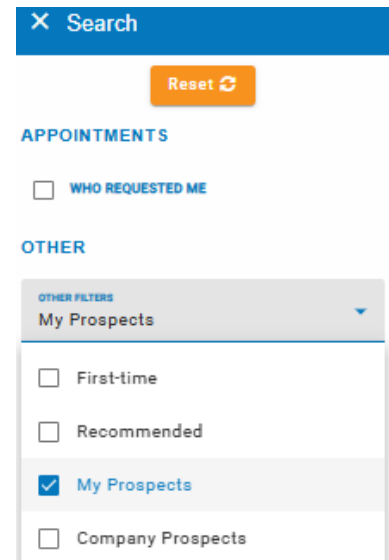 Search
Reset
APPOINTMENTS
WHO REQUESTED ME
OTHER
OTHER FILTERS
My Prospects
First-time
Recommended
My Prospects
Company Prospects